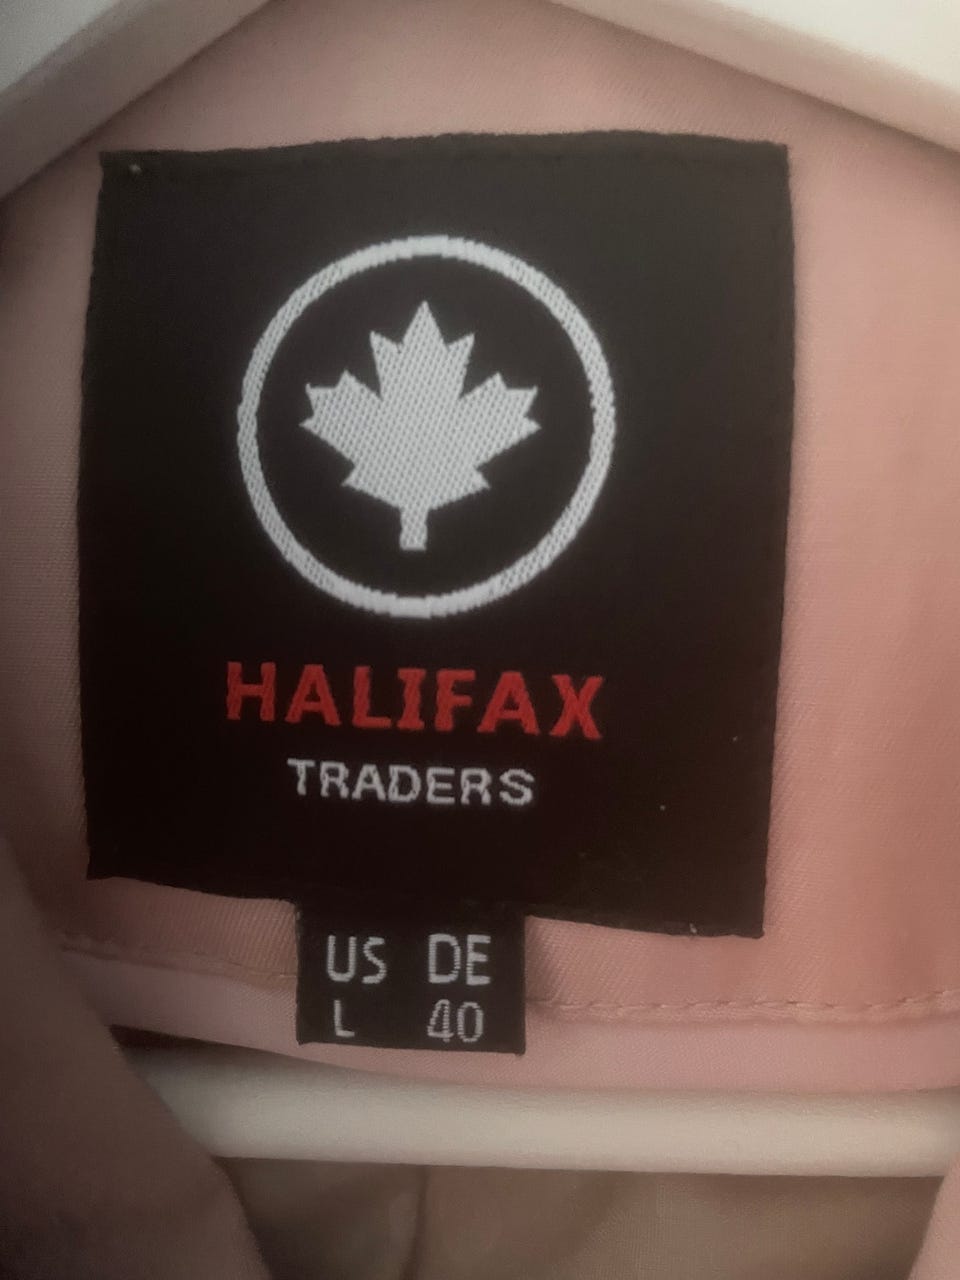 HALIFAX
TRADERS
US DE
L 40